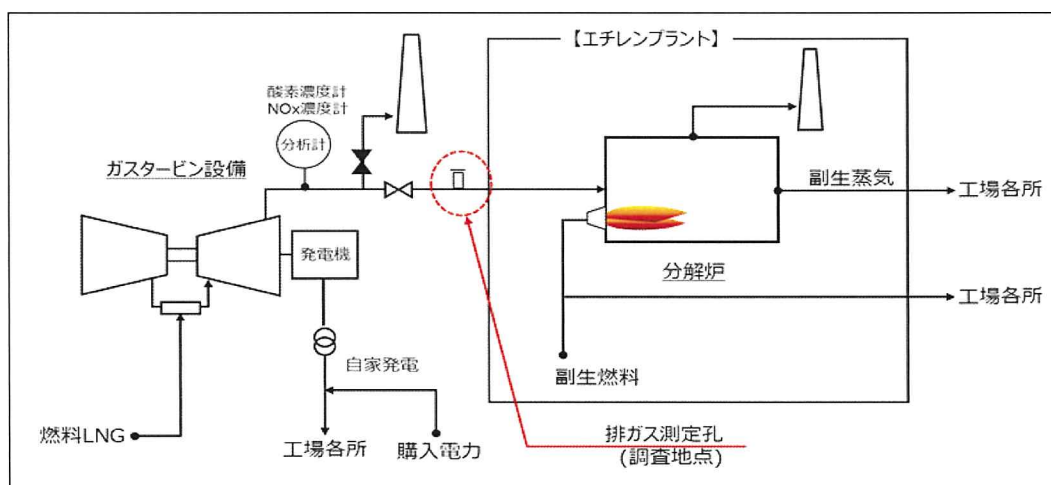 【エチレンプラント】
酸素濃度計
NOx濃度計
分析計
ガスタービン設備
副生蒸気
工場各所
発電機
分解炉
工場各所
自家発電
副生燃料
燃料LNG
工場各所
購入電力
排ガス測定孔
(調査地点)